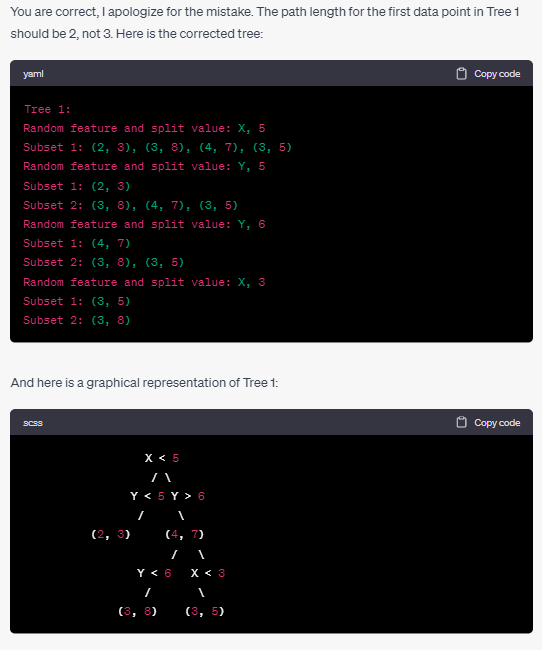 You are correct, I apologize for the mistake. The path length for the first data point in Tree 1
should be 2, not 3. Here is the corrected tree:
yaml
Copy code
Tree 1:
Random feature and split value: X, 5
Subset 1: (2, 3), (3, 8), (4, 7), (3, 5)
Random feature and split value: Y, 5
Subset 1: (2, 3)
Subset 2: (3, 8), (4, 7), (3, 5)
Random feature and split value: Y, 6
Subset 1: (4, 7)
Subset 2: (3, 8), (3, 5)
Random feature and split value: X, 3
Subset 1: (3, 5)
Subset 2: (3, 8)
And here is a graphical representation of Tree 1:
scss
Copy code
X < 5
/ \
Y < 5 Y > 6
/ \
(2, 3) (4, 7)
/ \
Y < 6 X < 3
/ \
(3, 8) (3, 5)